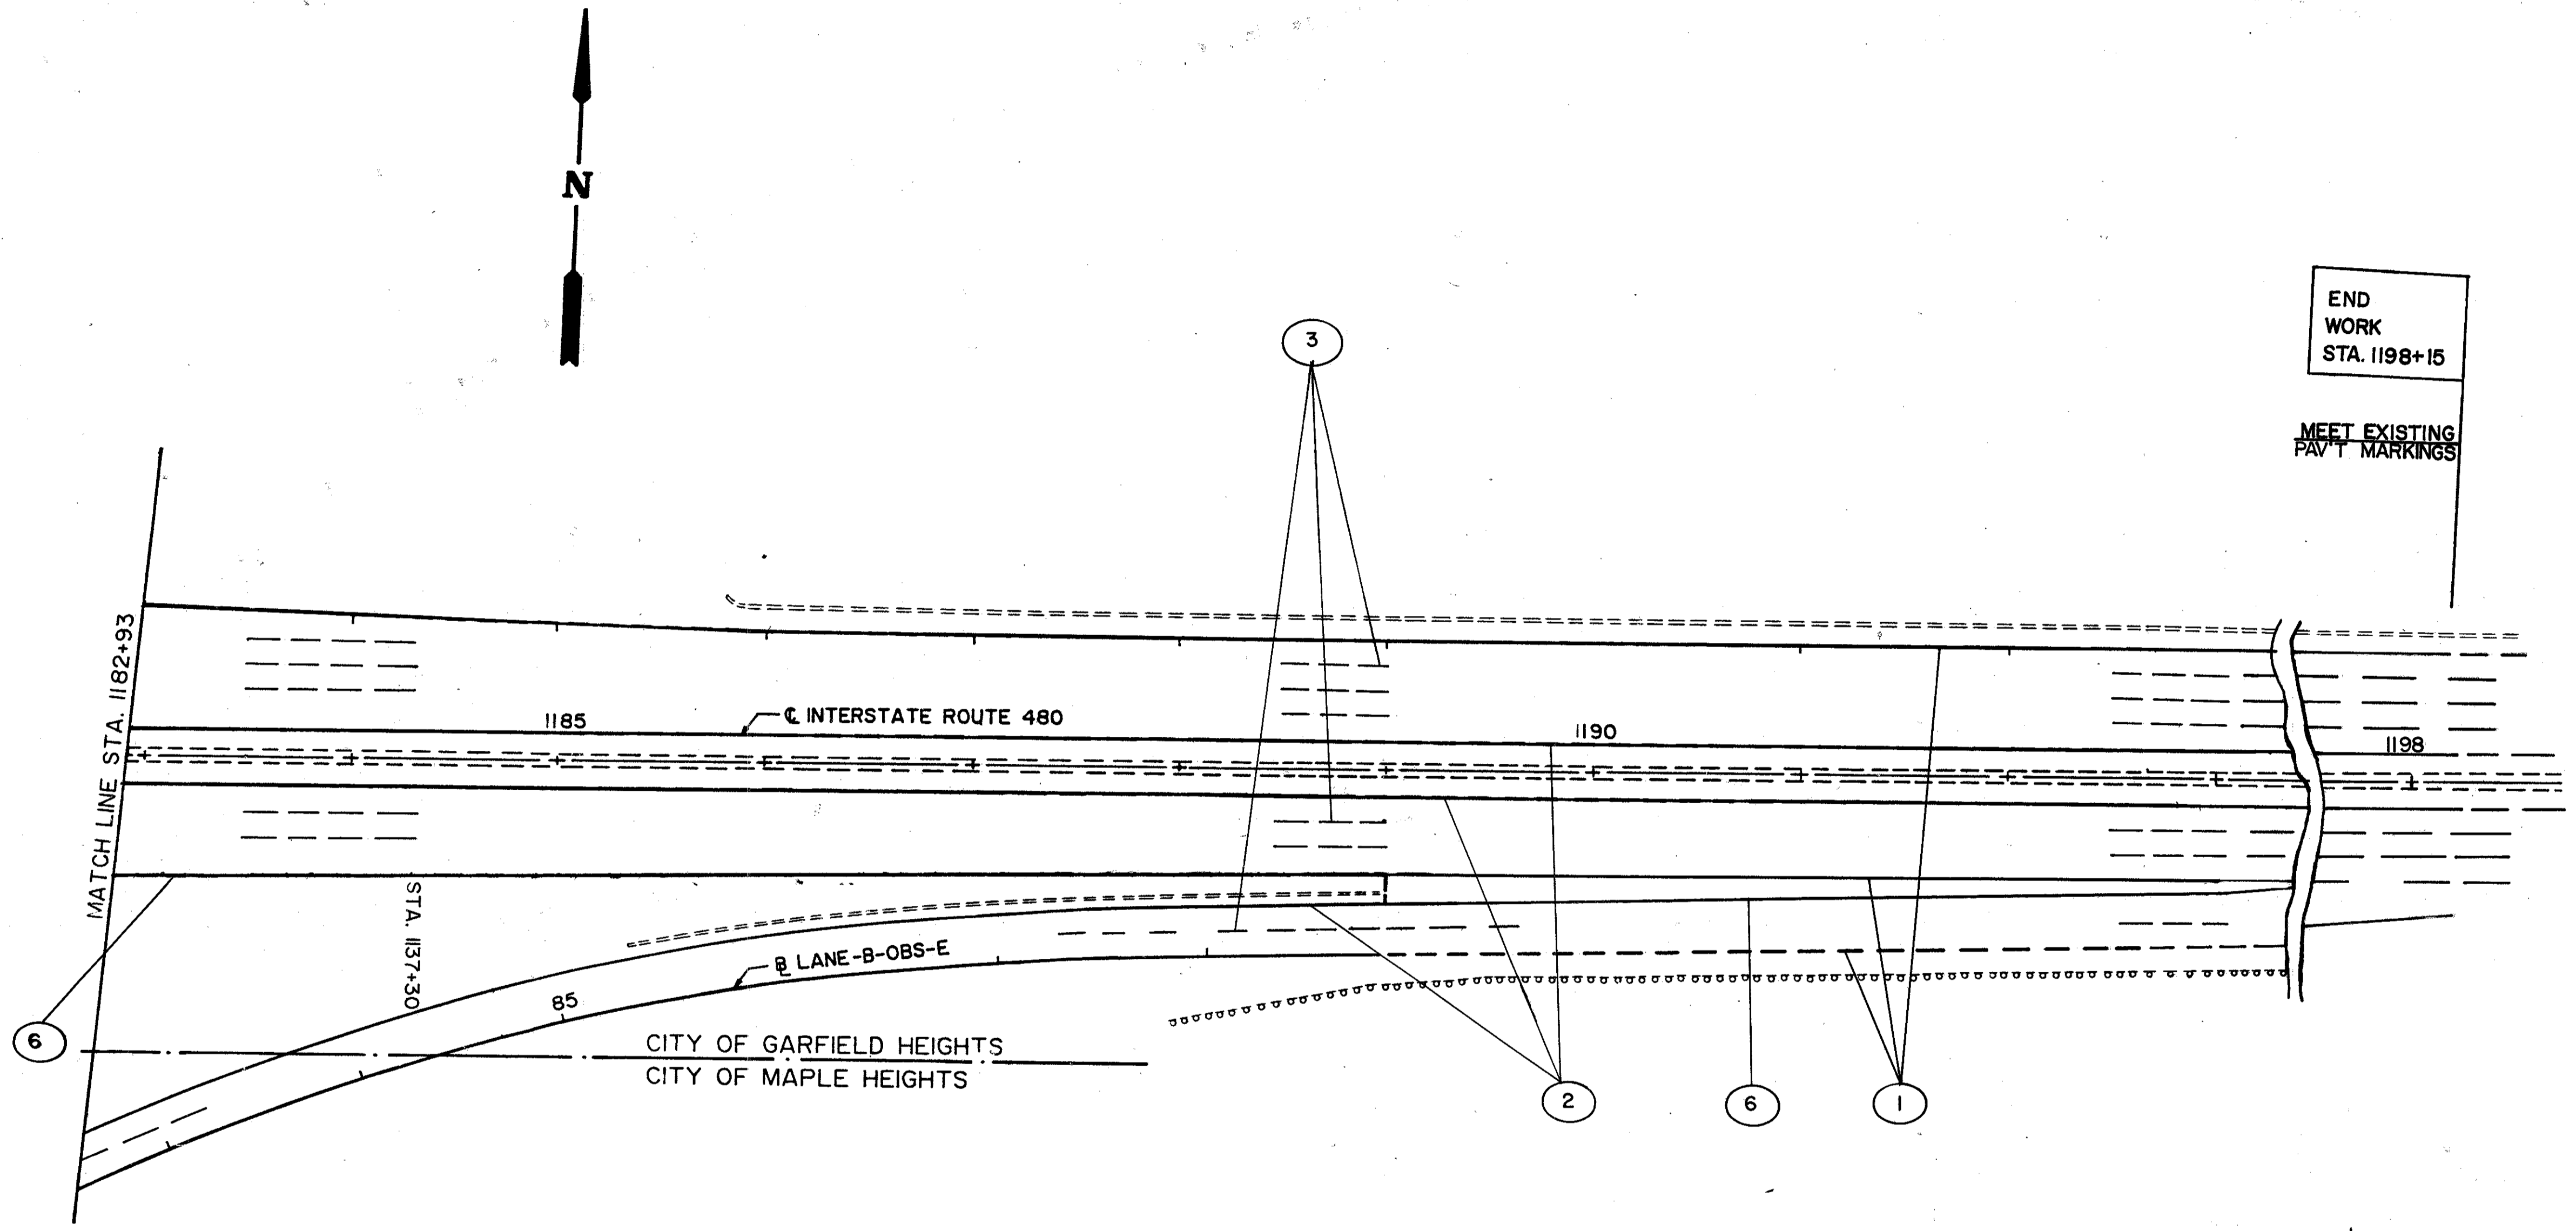 N
3
END
WORK
STA. 1198+15
MEET EXISTING
PAV'T MARKINGS
MATCH LINE STA. 1182+93
1185
℄ INTERSTATE ROUTE 480
1190
1198
STA. 1137+30
B̲L LANE-B-OBS-E
85
6
CITY OF GARFIELD HEIGHTS
CITY OF MAPLE HEIGHTS
2
6
1